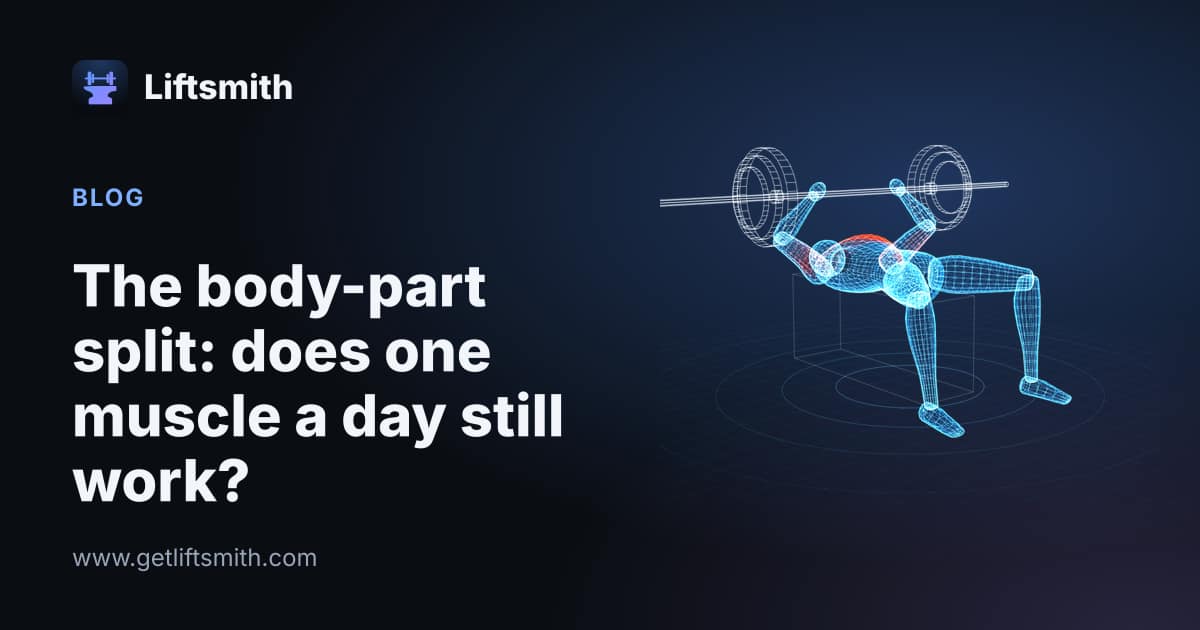 Liftsmith
BLOG
The body-part
split: does one
muscle a day still
work?
www.getliftsmith.com